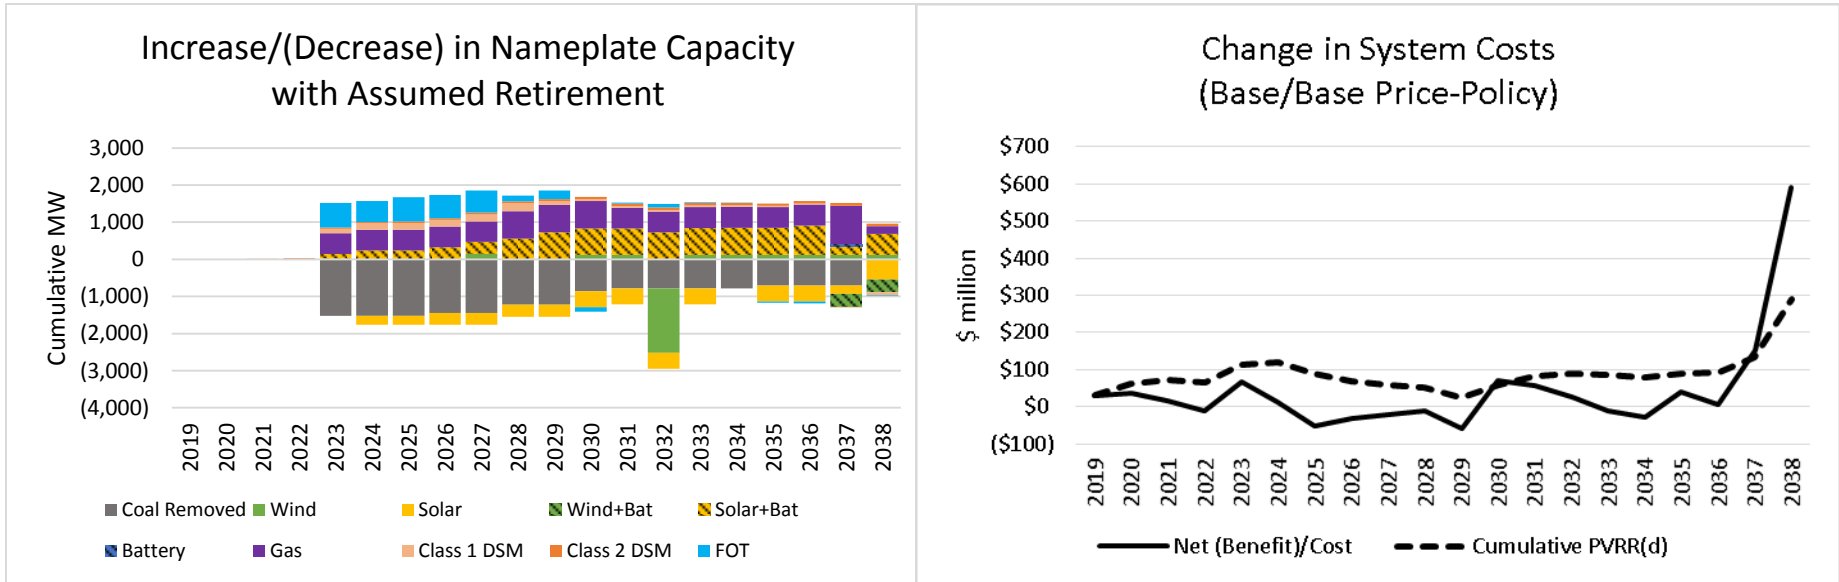 Increase/(Decrease) in Nameplate Capacity
with Assumed Retirement
Cumulative MW
3,000
2,000
1,000
0
(1,000)
(2,000)
(3,000)
(4,000)
2019 2020 2021 2022 2023 2024 2025 2026 2027 2028 2029 2030 2031 2032 2033 2034 2035 2036 2037 2038
Coal Removed Wind Solar Wind+Bat Solar+Bat
Battery Gas Class 1 DSM Class 2 DSM FOT
Change in System Costs
(Base/Base Price-Policy)
$ million
$700
$600
$500
$400
$300
$200
$100
$0
($100)
2019 2020 2021 2022 2023 2024 2025 2026 2027 2028 2029 2030 2031 2032 2033 2034 2035 2036 2037 2038
Net (Benefit)/Cost Cumulative PVRR(d)